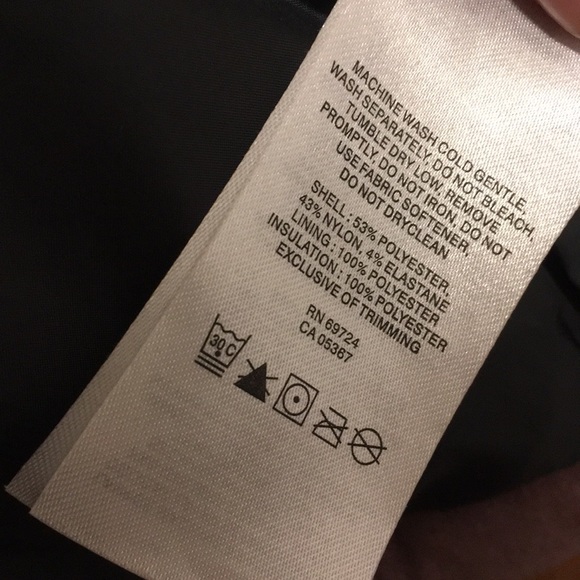 MACHINE WASH COLD GENTLE,
WASH SEPARATELY, DO NOT BLEACH,
TUMBLE DRY LOW, REMOVE
PROMPTLY. DO NOT IRON, DO NOT
USE FABRIC SOFTENER,
DO NOT DRYCLEAN
SHELL : 53% POLYESTER,
43% NYLON, 4% ELASTANE
LINING : 100% POLYESTER
INSULATION : 100% POLYESTER
EXCLUSIVE OF TRIMMING
RN 69724
CA 05367
30C